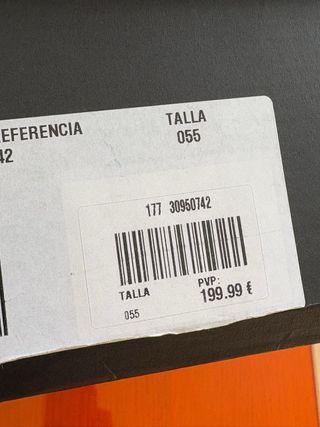 EFERENCIA TALLA
42 055
177 30950742
TALLA PVP:
055 199.99 €